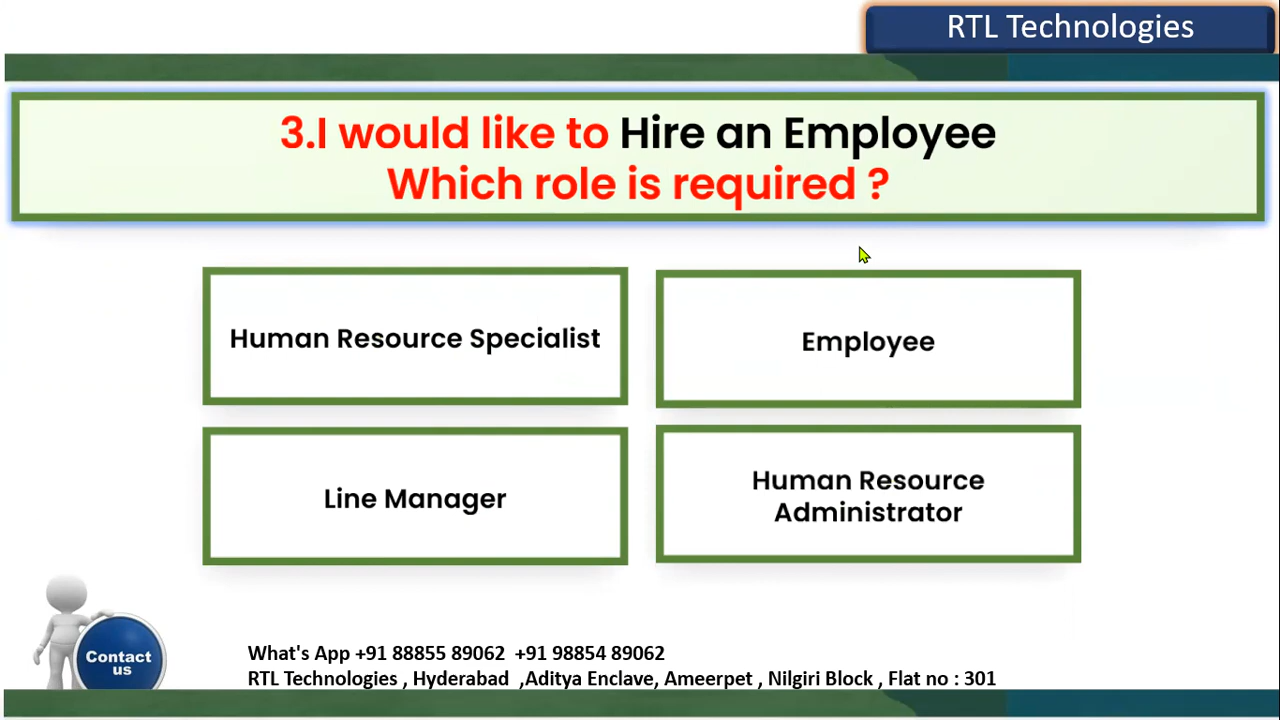 RTL Technologies
3.I would like to Hire an Employee
Which role is required ?
Human Resource Specialist
Employee
Line Manager
Human Resource
Administrator
Contact
us
What's App +91 88855 89062  +91 98854 89062
RTL Technologies , Hyderabad  ,Aditya Enclave, Ameerpet , Nilgiri Block , Flat no : 301